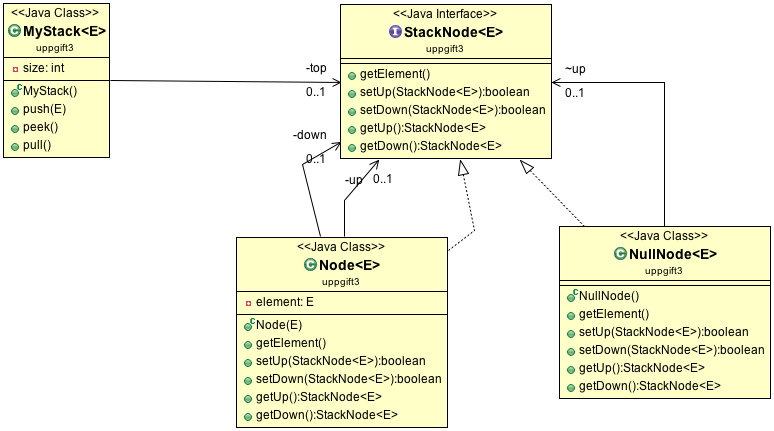 <<Java Class>>
MyStack<E>
uppgift3
size: int
MyStack()
push(E)
peek()
pull()
<<Java Interface>>
StackNode<E>
uppgift3
getElement()
setUp(StackNode<E>):boolean
setDown(StackNode<E>):boolean
getUp():StackNode<E>
getDown():StackNode<E>
-top
0..1
~up
0..1
-down
0..1
-up
0..1
<<Java Class>>
Node<E>
uppgift3
element: E
Node(E)
getElement()
setUp(StackNode<E>):boolean
setDown(StackNode<E>):boolean
getUp():StackNode<E>
getDown():StackNode<E>
<<Java Class>>
NullNode<E>
uppgift3
NullNode()
getElement()
setUp(StackNode<E>):boolean
setDown(StackNode<E>):boolean
getUp():StackNode<E>
getDown():StackNode<E>